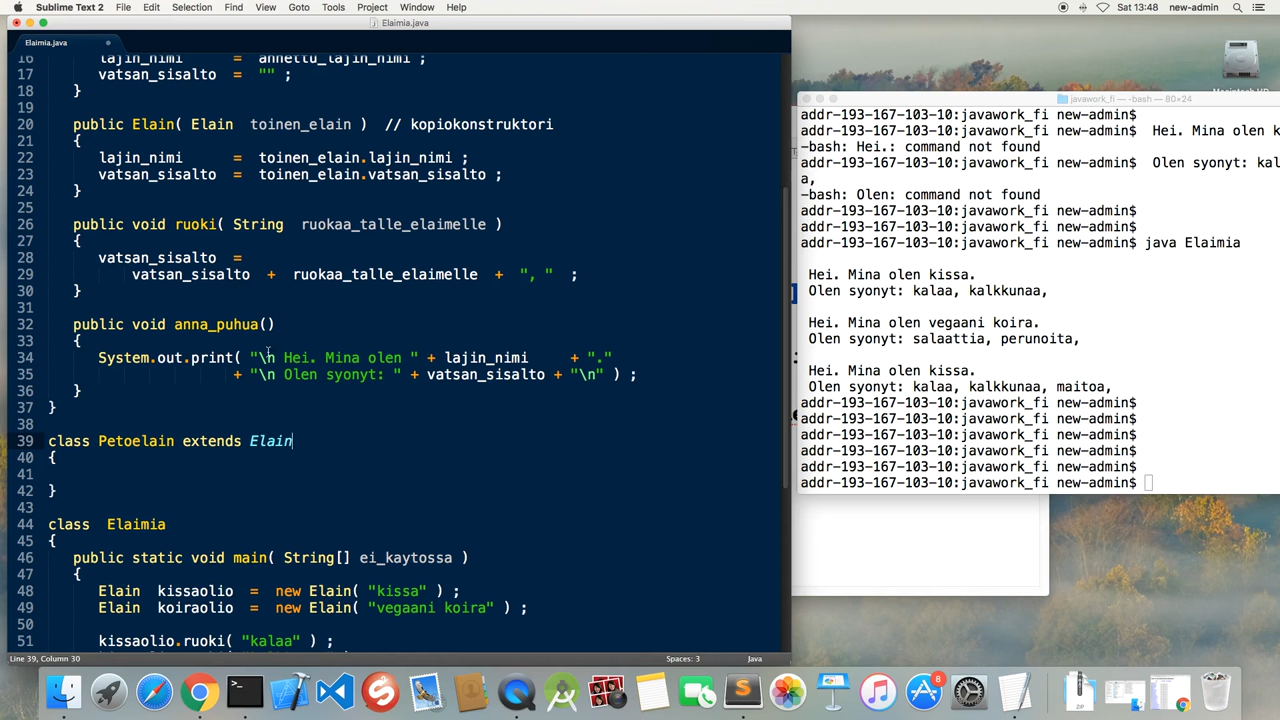 Sublime Text 2 File Edit Selection Find View Goto Tools Project Window Help Sat 13:48 new-admin
Elaimia.java
Elaimia.java
16 lajin_nimi = annettu_lajin_nimi ;
17 vatsan_sisalto = "" ;
18 }
19
20 public Elain( Elain toinen_elain ) // kopiokonstruktori
21 {
22 lajin_nimi = toinen_elain.lajin_nimi ;
23 vatsan_sisalto = toinen_elain.vatsan_sisalto ;
24 }
25
26 public void ruoki( String ruokaa_talle_elaimelle )
27 {
28 vatsan_sisalto =
29 vatsan_sisalto + ruokaa_talle_elaimelle + ", " ;
30 }
31
32 public void anna_puhua()
33 {
34 System.out.print( "\n Hei. Mina olen " + lajin_nimi + "."
35 + "\n Olen syonyt: " + vatsan_sisalto + "\n" ) ;
36 }
37 }
38
39 class Petoelain extends Elain
40 {
41
42 }
43
44 class Elaimia
45 {
46 public static void main( String[] ei_kaytossa )
47 {
48 Elain kissaolio = new Elain( "kissa" ) ;
49 Elain koiraolio = new Elain( "vegaani koira" ) ;
50
51 kissaolio.ruoki( "kalaa" ) ;
Line 39, Column 30 Spaces: 3 Java
javawork_fi — -bash — 80×24
addr-193-167-103-10:javawork_fi new-admin$
addr-193-167-103-10:javawork_fi new-admin$ Hei. Mina olen k
-bash: Hei.: command not found
addr-193-167-103-10:javawork_fi new-admin$ Olen syonyt: kal
a,
-bash: Olen: command not found
addr-193-167-103-10:javawork_fi new-admin$
addr-193-167-103-10:javawork_fi new-admin$
addr-193-167-103-10:javawork_fi new-admin$ java Elaimia
Hei. Mina olen kissa.
Olen syonyt: kalaa, kalkkunaa,
Hei. Mina olen vegaani koira.
Olen syonyt: salaattia, perunoita,
Hei. Mina olen kissa.
Olen syonyt: kalaa, kalkkunaa, maitoa,
addr-193-167-103-10:javawork_fi new-admin$
addr-193-167-103-10:javawork_fi new-admin$
addr-193-167-103-10:javawork_fi new-admin$
addr-193-167-103-10:javawork_fi new-admin$
addr-193-167-103-10:javawork_fi new-admin$
addr-193-167-103-10:javawork_fi new-admin$
8
ZIP